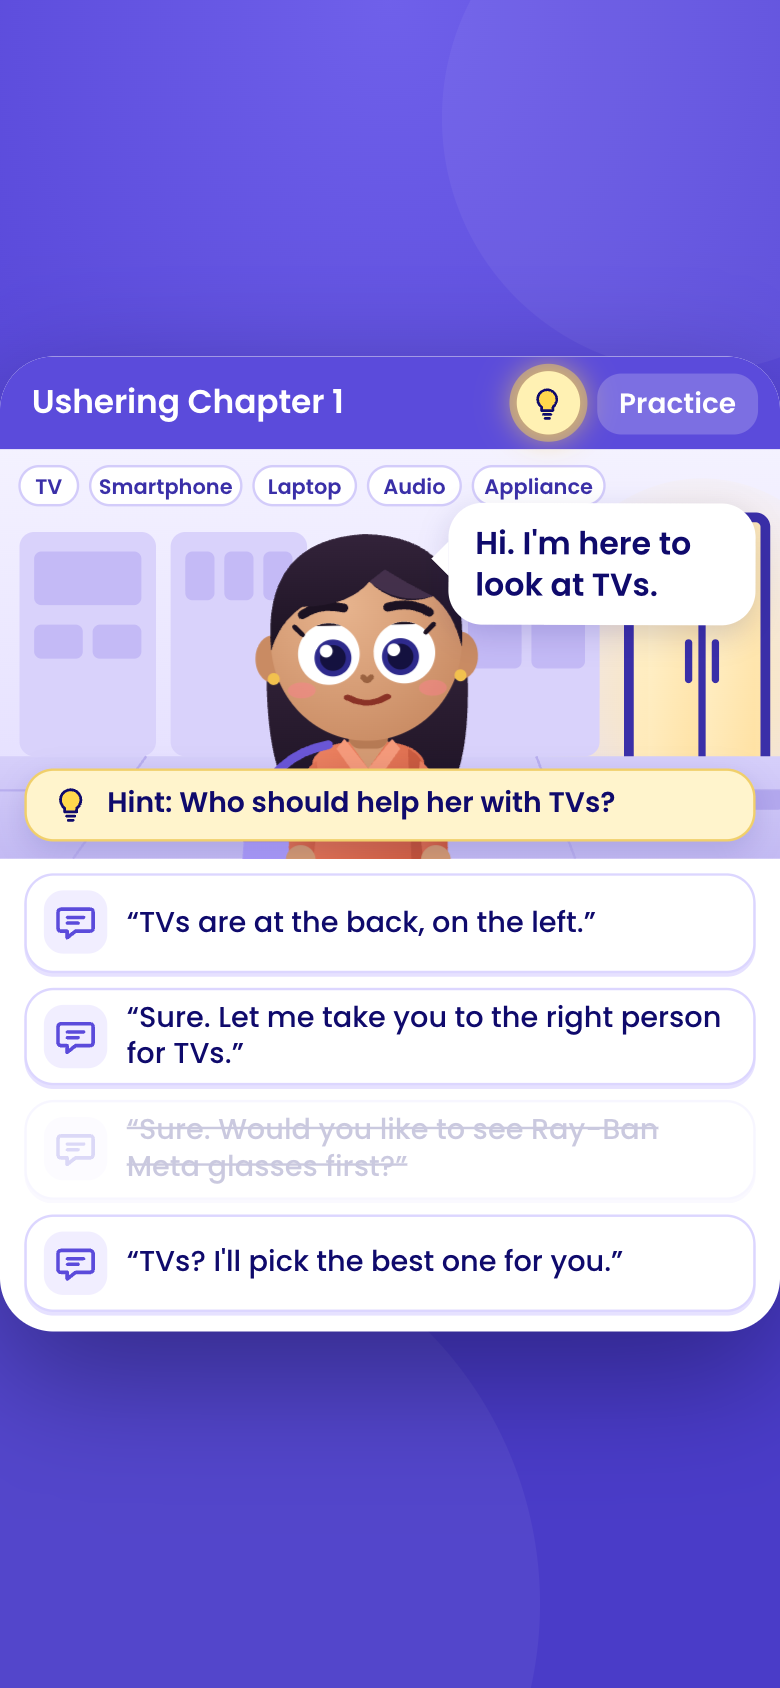 Ushering Chapter 1
Practice
TV
Smartphone
Laptop
Audio
Appliance
Hi. I'm here to
look at TVs.
Hint: Who should help her with TVs?
“TVs are at the back, on the left.”
“Sure. Let me take you to the right person
for TVs.”
“Sure. Would you like to see Ray-Ban
Meta glasses first?”
“TVs? I'll pick the best one for you.”